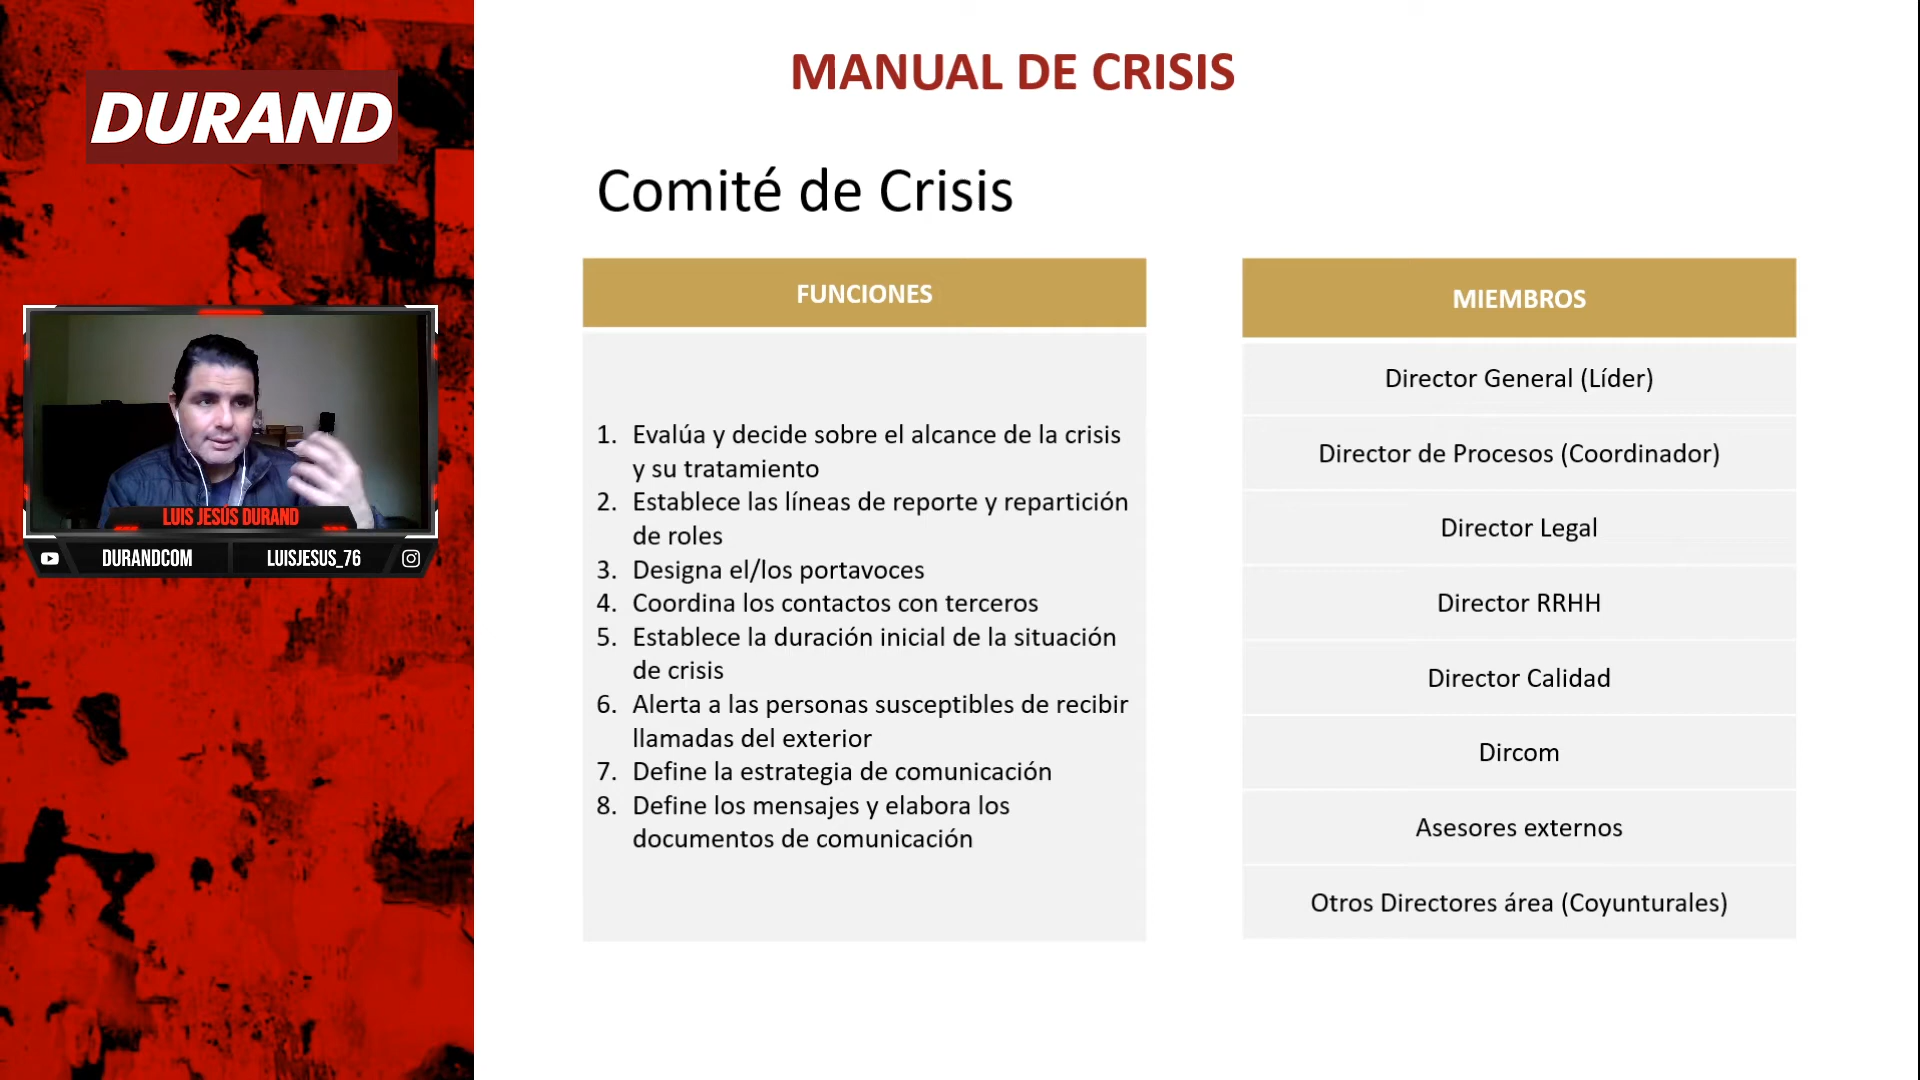 DURAND
LUIS JESÚS DURAND
DURANDCOM
LUISJESUS_76
MANUAL DE CRISIS
Comité de Crisis
FUNCIONES
1. Evalúa y decide sobre el alcance de la crisis
y su tratamiento
2. Establece las líneas de reporte y repartición
de roles
3. Designa el/los portavoces
4. Coordina los contactos con terceros
5. Establece la duración inicial de la situación
de crisis
6. Alerta a las personas susceptibles de recibir
llamadas del exterior
7. Define la estrategia de comunicación
8. Define los mensajes y elabora los
documentos de comunicación
MIEMBROS
Director General (Líder)
Director de Procesos (Coordinador)
Director Legal
Director RRHH
Director Calidad
Dircom
Asesores externos
Otros Directores área (Coyunturales)